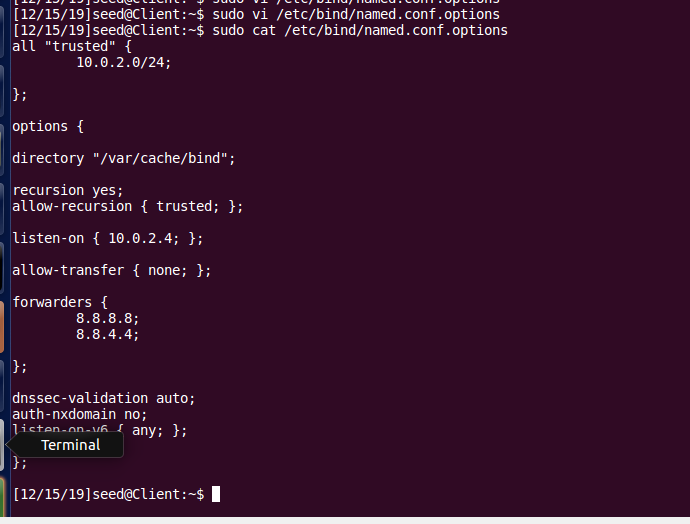 [12/15/19]seed@Client:~$ sudo vi /etc/bind/named.conf.options
[12/15/19]seed@Client:~$ sudo vi /etc/bind/named.conf.options
[12/15/19]seed@Client:~$ sudo cat /etc/bind/named.conf.options
all "trusted" {
        10.0.2.0/24;
};
options {
directory "/var/cache/bind";
recursion yes;
allow-recursion { trusted; };
listen-on { 10.0.2.4; };
allow-transfer { none; };
forwarders {
        8.8.8.8;
        8.8.4.4;
};
dnssec-validation auto;
auth-nxdomain no;
listen-on-v6 { any; };
Terminal
};
[12/15/19]seed@Client:~$